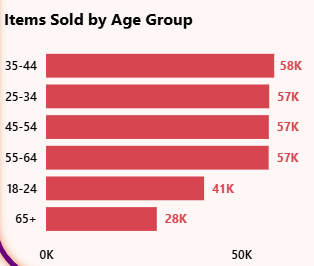 Items Sold by Age Group
35-44 58K
25-34 57K
45-54 57K
55-64 57K
18-24 41K
65+ 28K
0K 50K